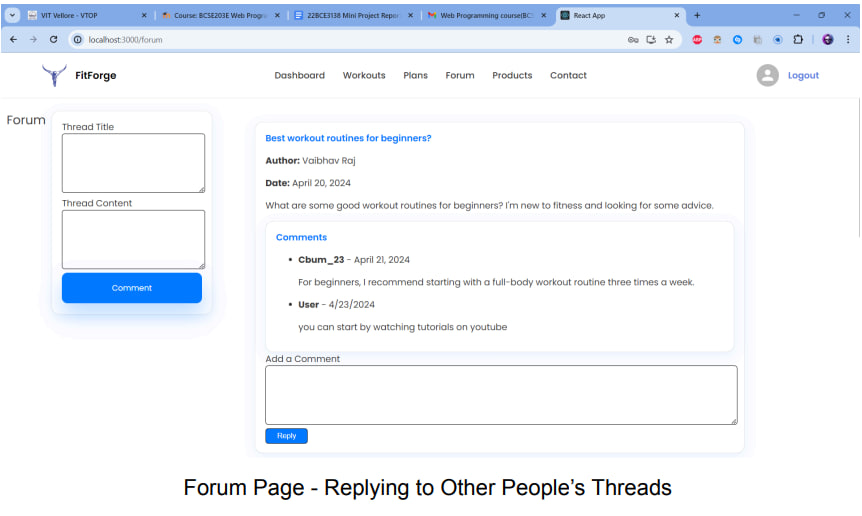 VIT Vellore - VTOP
Course: BCSE203E Web Progra
22BCE3138 Mini Project Repor
Web Programming course(BCS
React App
localhost:3000/forum
ABP
FitForge
Dashboard
Workouts
Plans
Forum
Products
Contact
Logout
Forum
Thread Title
Thread Content
Comment
Best workout routines for beginners?
Author: Vaibhav Raj
Date: April 20, 2024
What are some good workout routines for beginners? I'm new to fitness and looking for some advice.
Comments
• Cbum_23 - April 21, 2024
For beginners, I recommend starting with a full-body workout routine three times a week.
• User - 4/23/2024
you can start by watching tutorials on youtube
Add a Comment
Reply
Forum Page - Replying to Other People’s Threads